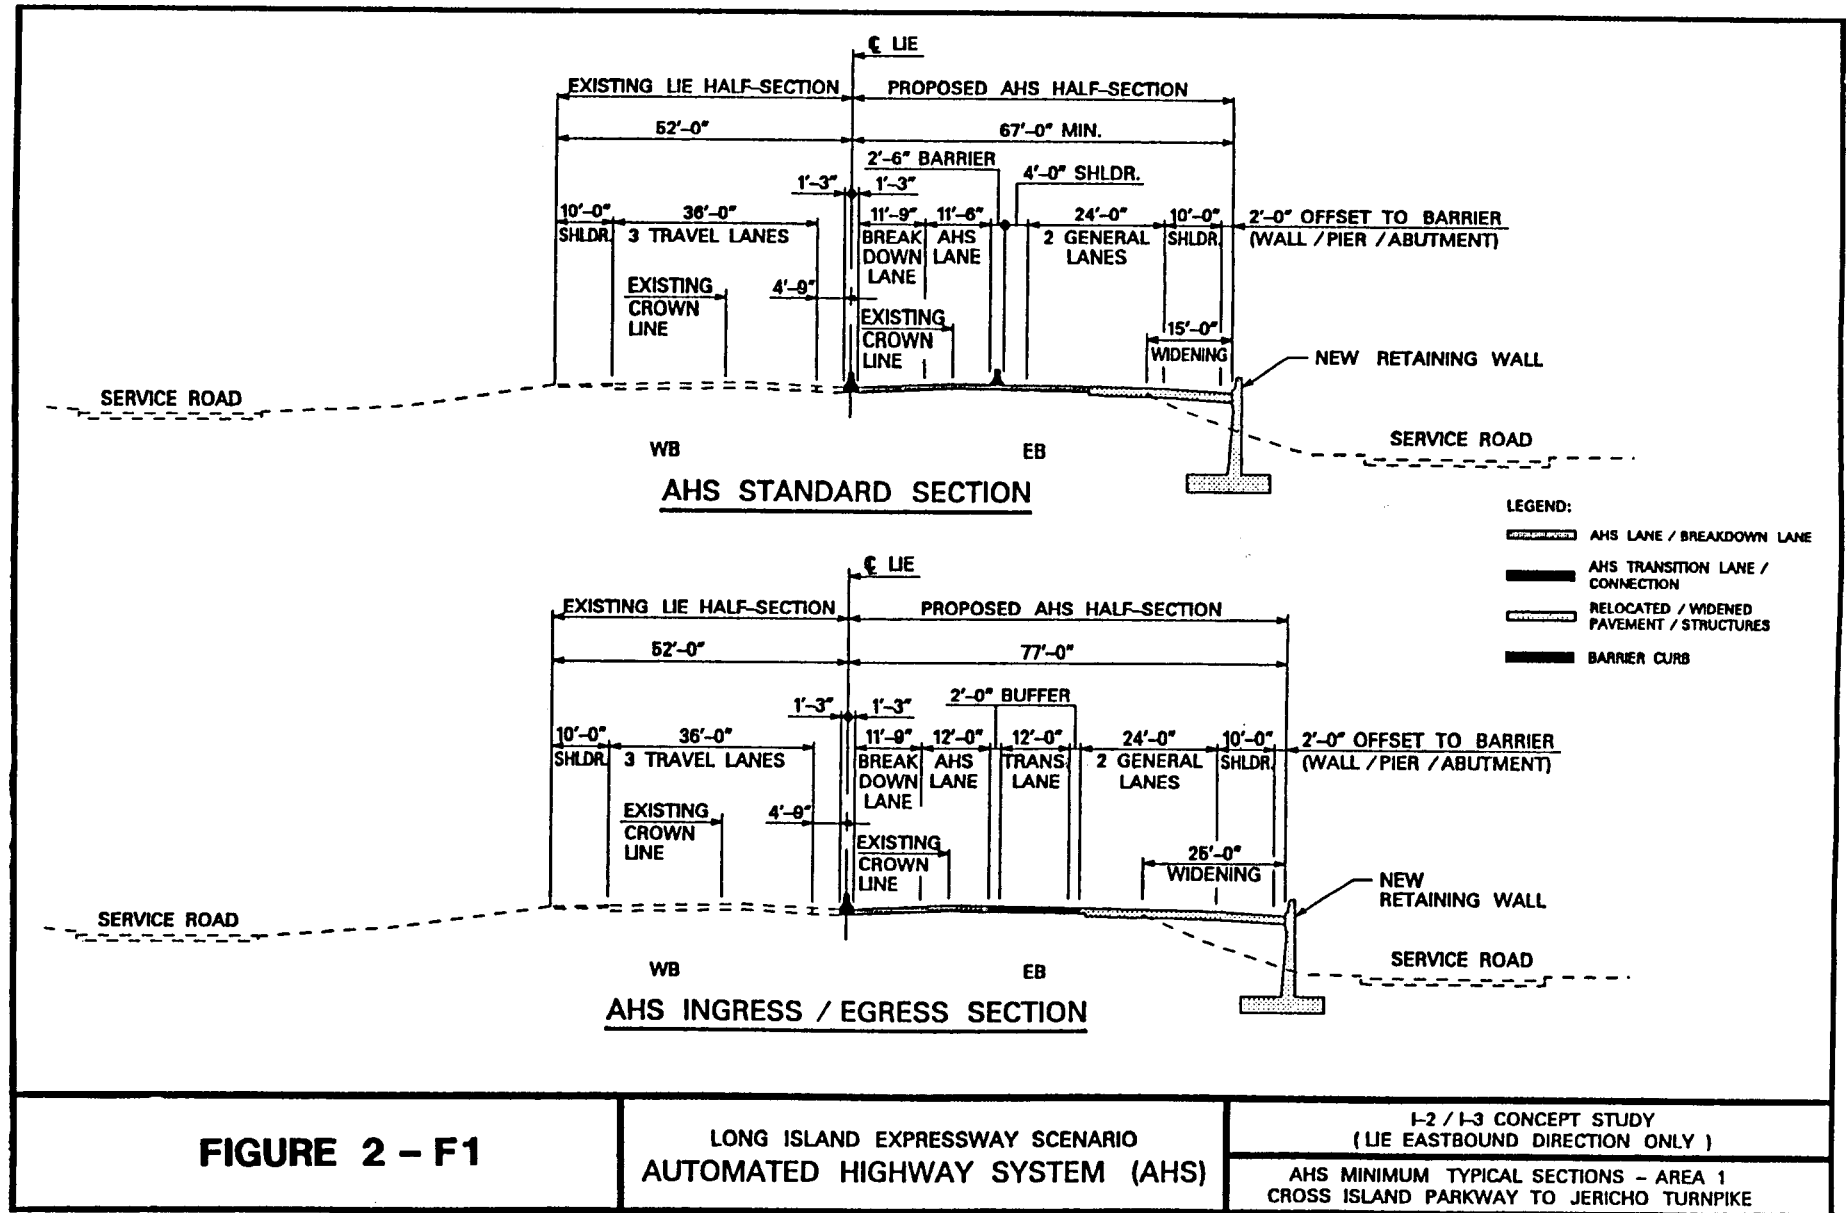 ℄ LIE
EXISTING LIE HALF-SECTION
PROPOSED AHS HALF-SECTION
52'-0"
67'-0" MIN.
2'-6" BARRIER
4'-0" SHLDR.
1'-3"
1'-3"
10'-0"
SHLDR.
36'-0"
3 TRAVEL LANES
11'-9"
BREAK
DOWN
LANE
11'-6"
AHS
LANE
24'-0"
2 GENERAL
LANES
10'-0"
SHLDR.
2'-0" OFFSET TO BARRIER
(WALL / PIER / ABUTMENT)
EXISTING
CROWN
LINE
4'-9"
EXISTING
CROWN
LINE
15'-0"
WIDENING
NEW RETAINING WALL
SERVICE ROAD
SERVICE ROAD
WB
EB
AHS STANDARD SECTION
LEGEND:
AHS LANE / BREAKDOWN LANE
AHS TRANSITION LANE /
CONNECTION
RELOCATED / WIDENED
PAVEMENT / STRUCTURES
BARRIER CURB
℄ LIE
EXISTING LIE HALF-SECTION
PROPOSED AHS HALF-SECTION
52'-0"
77'-0"
2'-0" BUFFER
1'-3"
1'-3"
10'-0"
SHLDR.
36'-0"
3 TRAVEL LANES
11'-9"
BREAK
DOWN
LANE
12'-0"
AHS
LANE
12'-0"
TRANS.
LANE
24'-0"
2 GENERAL
LANES
10'-0"
SHLDR.
2'-0" OFFSET TO BARRIER
(WALL / PIER / ABUTMENT)
EXISTING
CROWN
LINE
4'-9"
EXISTING
CROWN
LINE
25'-0"
WIDENING
NEW
RETAINING WALL
SERVICE ROAD
SERVICE ROAD
WB
EB
AHS INGRESS / EGRESS SECTION
FIGURE 2 - F1
LONG ISLAND EXPRESSWAY SCENARIO
AUTOMATED HIGHWAY SYSTEM (AHS)
I-2 / I-3 CONCEPT STUDY
( LIE EASTBOUND DIRECTION ONLY )
AHS MINIMUM TYPICAL SECTIONS - AREA 1
CROSS ISLAND PARKWAY TO JERICHO TURNPIKE